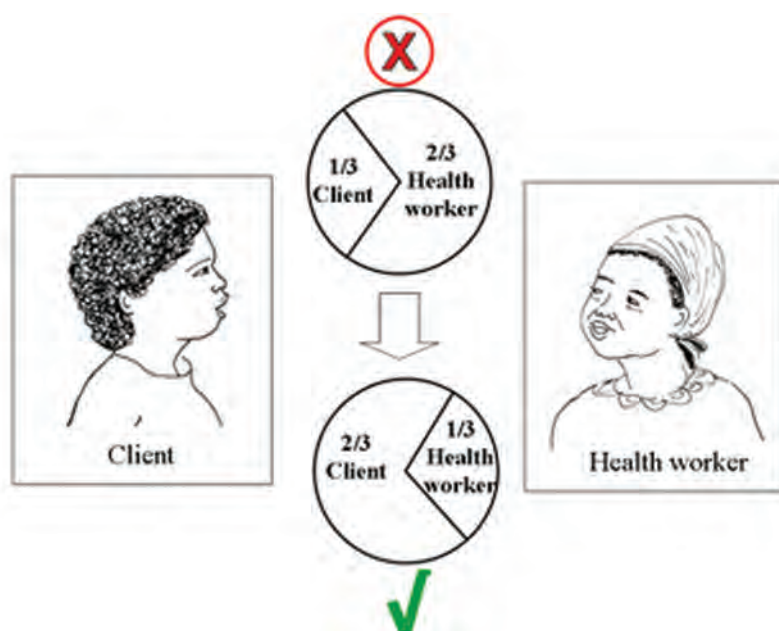 X
1/3
Client
2/3
Health
worker
Client
2/3
Client
1/3
Health
worker
Health worker